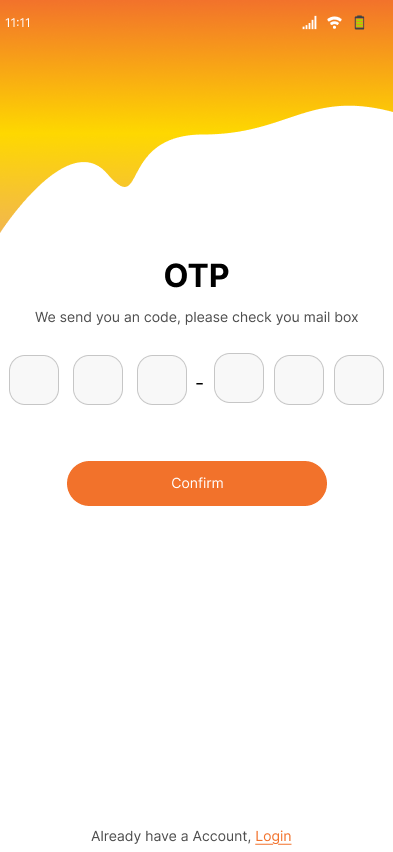 11:11
OTP
We send you an code, please check you mail box
-
Confirm
Already have a Account, Login